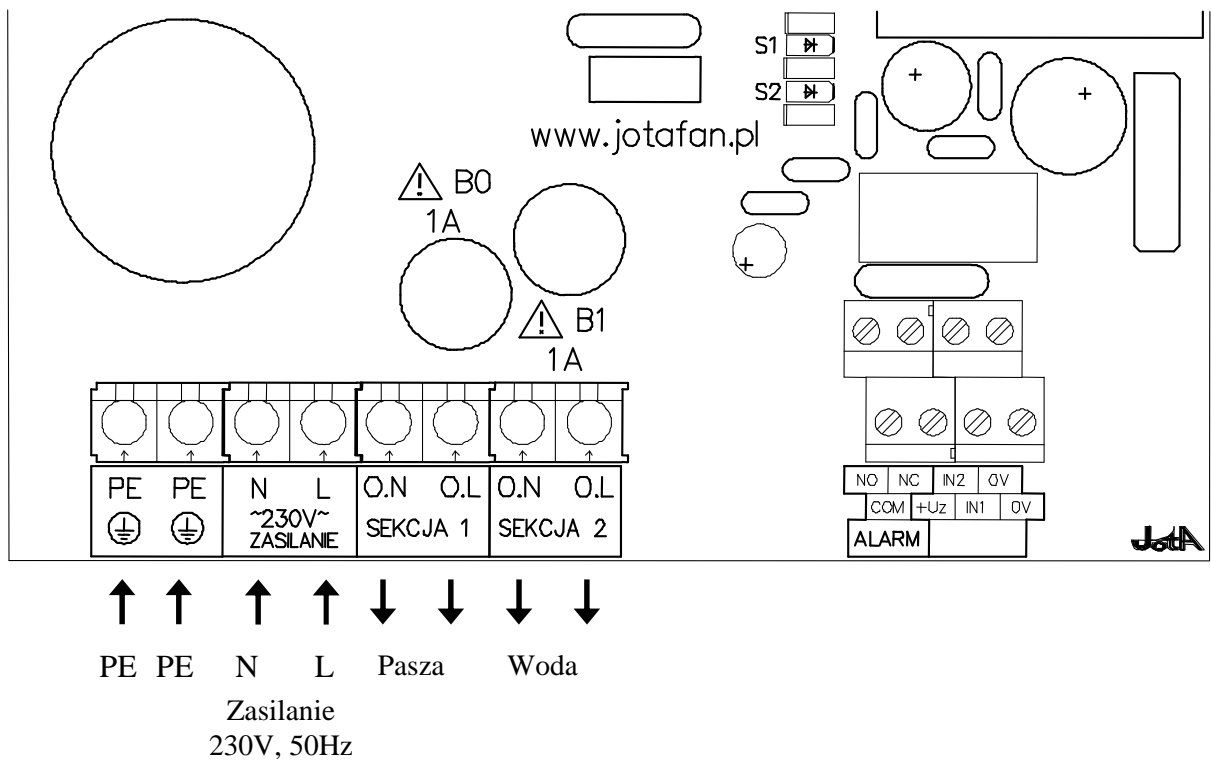 S1
S2
www.jotafan.pl
B0
1A
B1
1A
PE PE N L O.N O.L O.N O.L
~230V~ SEKCJA 1 SEKCJA 2
ZASILANIE
NO NC IN2 0V
COM +Uz IN1 0V
ALARM
JotA
PE PE N L Pasza Woda
Zasilanie
230V, 50Hz